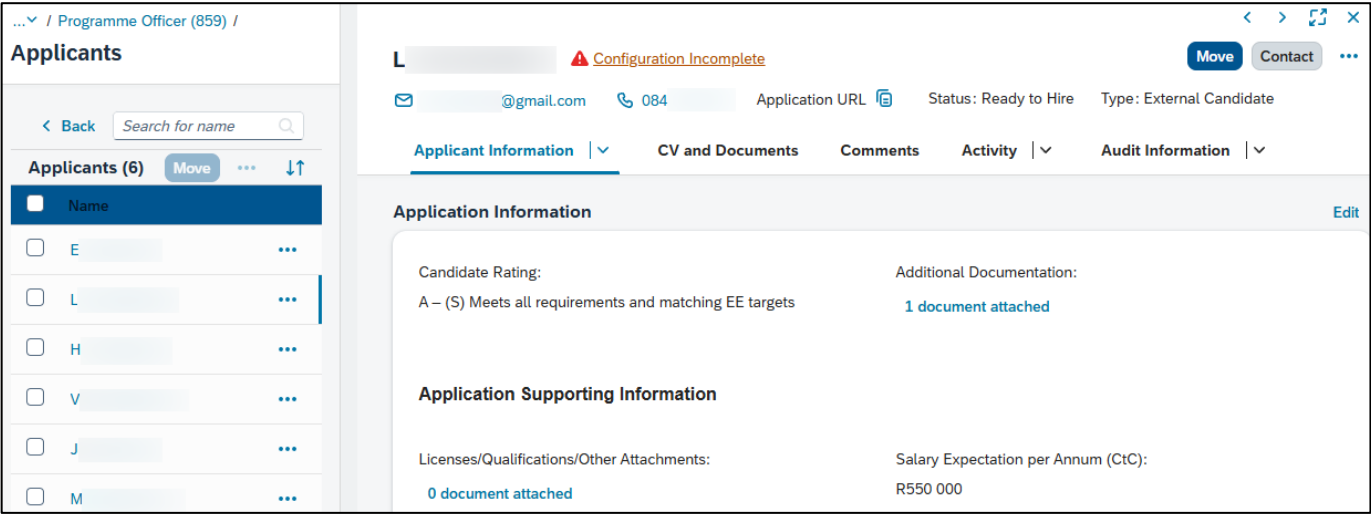 ... / Programme Officer (859) /
Applicants
Back
Search for name
Applicants (6) Move ...
Name
E ...
L ...
H ...
V ...
J ...
M ...
L
Configuration Incomplete
Move
Contact
...
@gmail.com
084
Application URL
Status: Ready to Hire
Type: External Candidate
Applicant Information
CV and Documents
Comments
Activity
Audit Information
Application Information
Edit
Candidate Rating:
A – (S) Meets all requirements and matching EE targets
Additional Documentation:
1 document attached
Application Supporting Information
Licenses/Qualifications/Other Attachments:
0 document attached
Salary Expectation per Annum (CtC):
R550 000